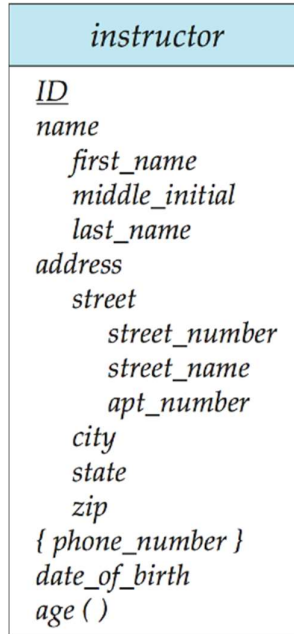 instructor
ID
name
first_name
middle_initial
last_name
address
street
street_number
street_name
apt_number
city
state
zip
{ phone_number }
date_of_birth
age ( )